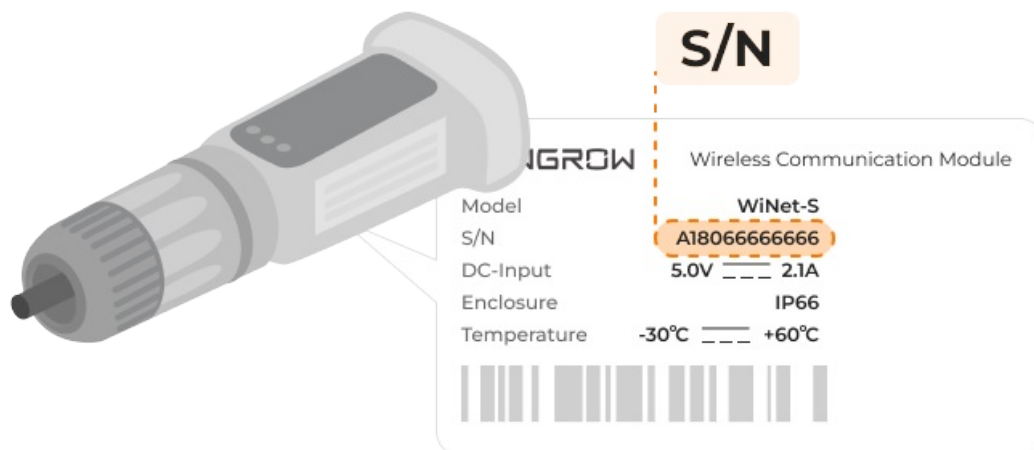 S/N
NGROW Wireless Communication Module
Model WiNet-S
S/N A18066666666
DC-Input 5.0V 2.1A
Enclosure IP66
Temperature -30°C +60°C